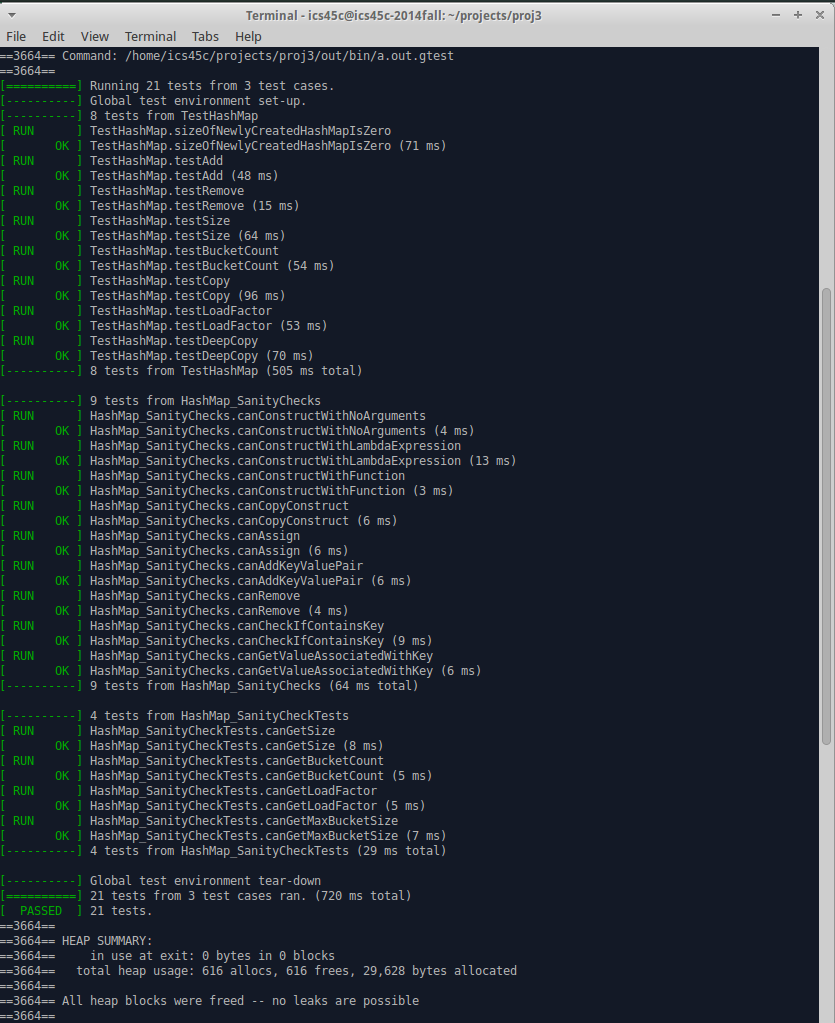 Terminal - ics45c@ics45c-2014fall: ~/projects/proj3
File Edit View Terminal Tabs Help
==3664== Command: /home/ics45c/projects/proj3/out/bin/a.out.gtest
==3664==
[==========] Running 21 tests from 3 test cases.
[----------] Global test environment set-up.
[----------] 8 tests from TestHashMap
[ RUN      ] TestHashMap.sizeOfNewlyCreatedHashMapIsZero
[       OK ] TestHashMap.sizeOfNewlyCreatedHashMapIsZero (71 ms)
[ RUN      ] TestHashMap.testAdd
[       OK ] TestHashMap.testAdd (48 ms)
[ RUN      ] TestHashMap.testRemove
[       OK ] TestHashMap.testRemove (15 ms)
[ RUN      ] TestHashMap.testSize
[       OK ] TestHashMap.testSize (64 ms)
[ RUN      ] TestHashMap.testBucketCount
[       OK ] TestHashMap.testBucketCount (54 ms)
[ RUN      ] TestHashMap.testCopy
[       OK ] TestHashMap.testCopy (96 ms)
[ RUN      ] TestHashMap.testLoadFactor
[       OK ] TestHashMap.testLoadFactor (53 ms)
[ RUN      ] TestHashMap.testDeepCopy
[       OK ] TestHashMap.testDeepCopy (70 ms)
[----------] 8 tests from TestHashMap (505 ms total)

[----------] 9 tests from HashMap_SanityChecks
[ RUN      ] HashMap_SanityChecks.canConstructWithNoArguments
[       OK ] HashMap_SanityChecks.canConstructWithNoArguments (4 ms)
[ RUN      ] HashMap_SanityChecks.canConstructWithLambdaExpression
[       OK ] HashMap_SanityChecks.canConstructWithLambdaExpression (13 ms)
[ RUN      ] HashMap_SanityChecks.canConstructWithFunction
[       OK ] HashMap_SanityChecks.canConstructWithFunction (3 ms)
[ RUN      ] HashMap_SanityChecks.canCopyConstruct
[       OK ] HashMap_SanityChecks.canCopyConstruct (6 ms)
[ RUN      ] HashMap_SanityChecks.canAssign
[       OK ] HashMap_SanityChecks.canAssign (6 ms)
[ RUN      ] HashMap_SanityChecks.canAddKeyValuePair
[       OK ] HashMap_SanityChecks.canAddKeyValuePair (6 ms)
[ RUN      ] HashMap_SanityChecks.canRemove
[       OK ] HashMap_SanityChecks.canRemove (4 ms)
[ RUN      ] HashMap_SanityChecks.canCheckIfContainsKey
[       OK ] HashMap_SanityChecks.canCheckIfContainsKey (9 ms)
[ RUN      ] HashMap_SanityChecks.canGetValueAssociatedWithKey
[       OK ] HashMap_SanityChecks.canGetValueAssociatedWithKey (6 ms)
[----------] 9 tests from HashMap_SanityChecks (64 ms total)

[----------] 4 tests from HashMap_SanityCheckTests
[ RUN      ] HashMap_SanityCheckTests.canGetSize
[       OK ] HashMap_SanityCheckTests.canGetSize (8 ms)
[ RUN      ] HashMap_SanityCheckTests.canGetBucketCount
[       OK ] HashMap_SanityCheckTests.canGetBucketCount (5 ms)
[ RUN      ] HashMap_SanityCheckTests.canGetLoadFactor
[       OK ] HashMap_SanityCheckTests.canGetLoadFactor (5 ms)
[ RUN      ] HashMap_SanityCheckTests.canGetMaxBucketSize
[       OK ] HashMap_SanityCheckTests.canGetMaxBucketSize (7 ms)
[----------] 4 tests from HashMap_SanityCheckTests (29 ms total)

[----------] Global test environment tear-down
[==========] 21 tests from 3 test cases ran. (720 ms total)
[  PASSED  ] 21 tests.
==3664==
==3664== HEAP SUMMARY:
==3664==     in use at exit: 0 bytes in 0 blocks
==3664==   total heap usage: 616 allocs, 616 frees, 29,628 bytes allocated
==3664==
==3664== All heap blocks were freed -- no leaks are possible
==3664==